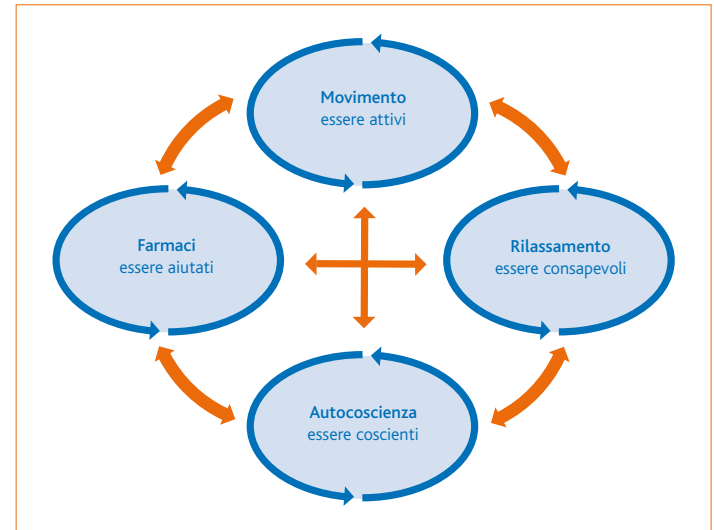 Movimento
essere attivi
Farmaci
essere aiutati
Rilassamento
essere consapevoli
Autocoscienza
essere coscienti